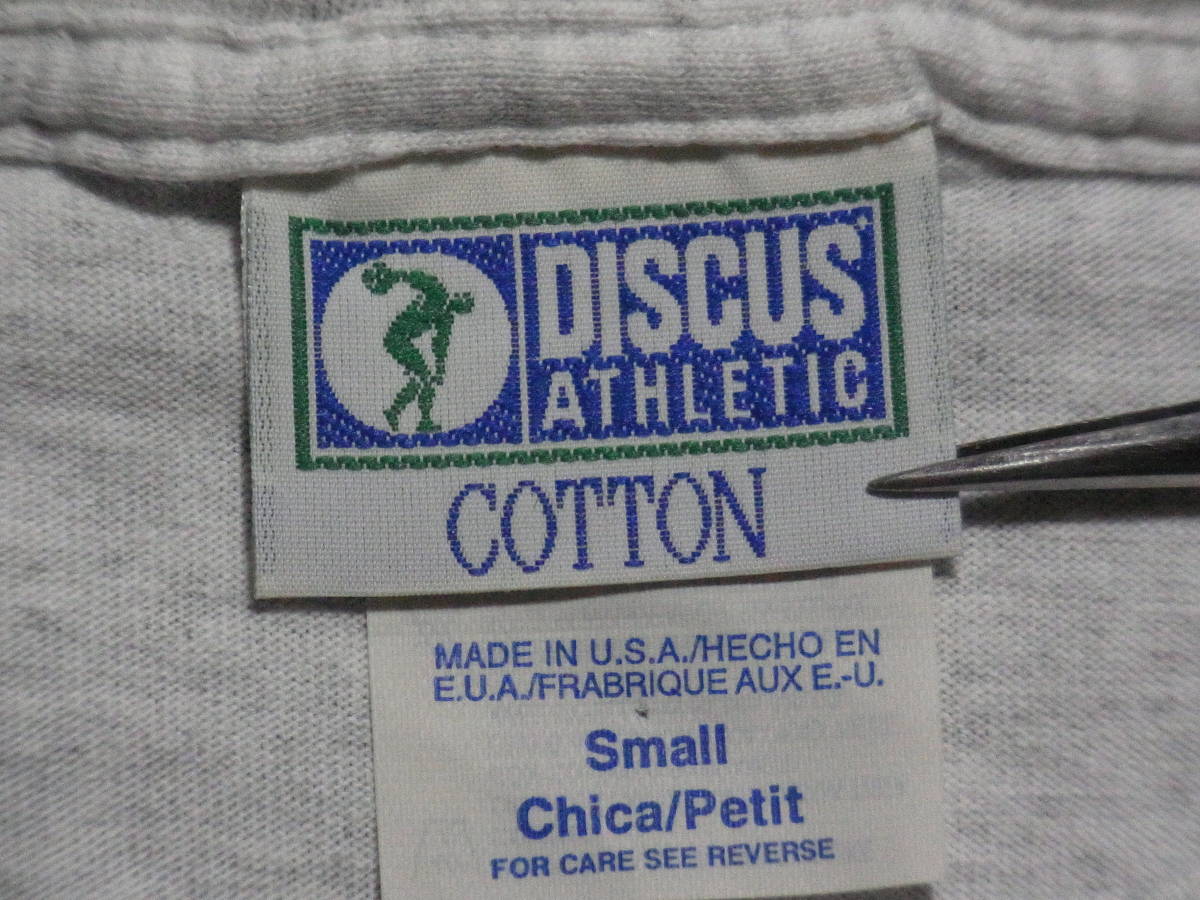 DISCUS
ATHLETIC
COTTON
MADE IN U.S.A./HECHO EN
E.U.A./FRABRIQUE AUX E.-U.
Small
Chica/Petit
FOR CARE SEE REVERSE